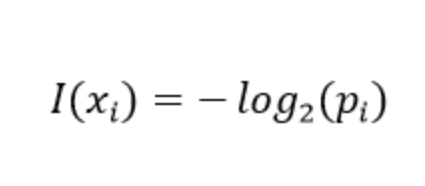 I(xᵢ) = − log₂(pᵢ)